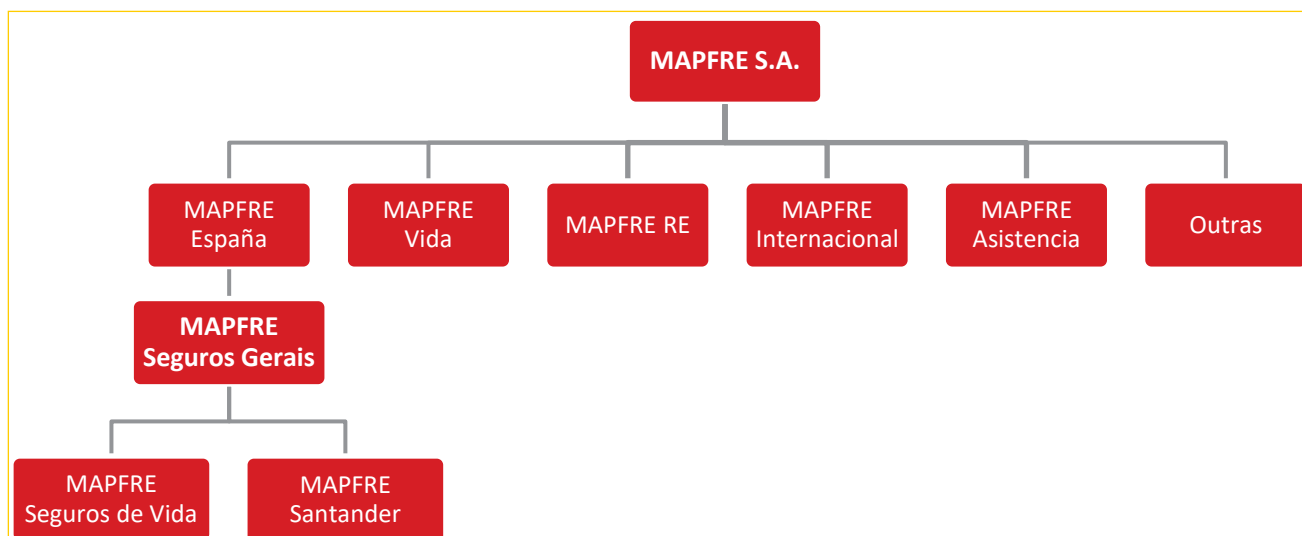 MAPFRE S.A.
MAPFRE
España
MAPFRE
Vida
MAPFRE RE
MAPFRE
Internacional
MAPFRE
Asistencia
Outras
MAPFRE
Seguros Gerais
MAPFRE
Seguros de Vida
MAPFRE
Santander